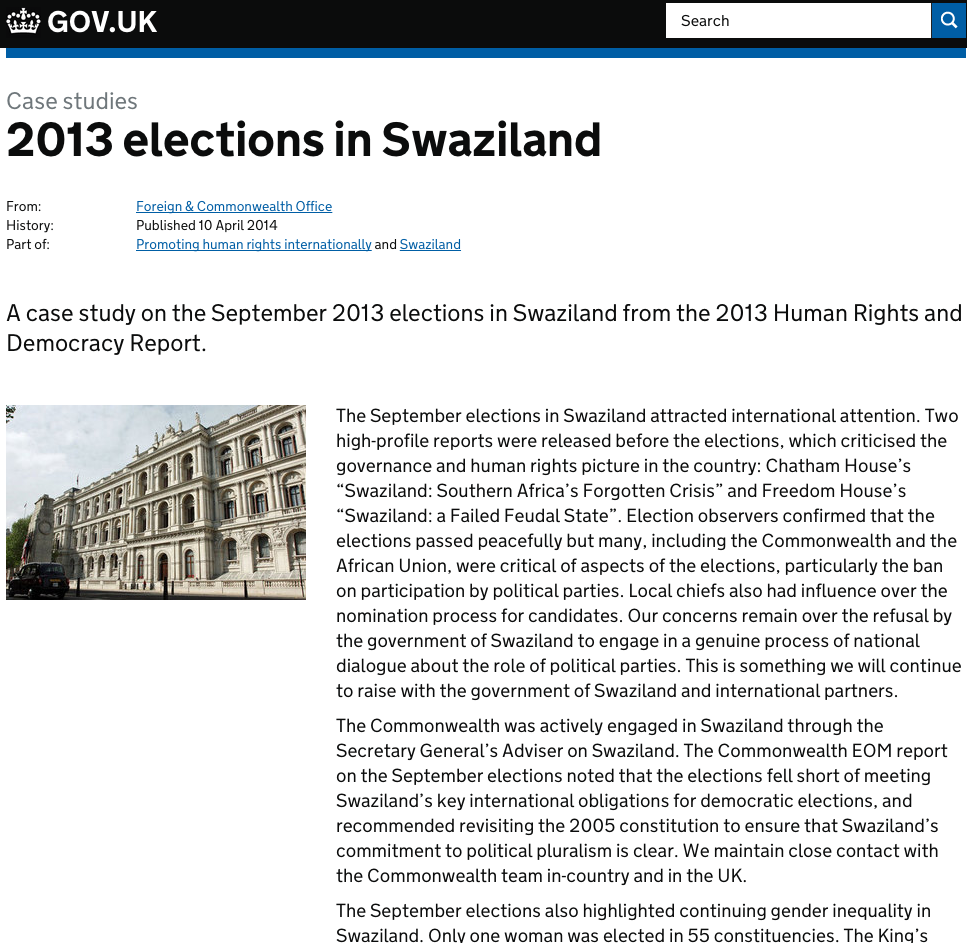 GOV.UK
Search
Case studies
2013 elections in Swaziland
From: Foreign & Commonwealth Office
History: Published 10 April 2014
Part of: Promoting human rights internationally and Swaziland
A case study on the September 2013 elections in Swaziland from the 2013 Human Rights and
Democracy Report.
The September elections in Swaziland attracted international attention. Two
high-profile reports were released before the elections, which criticised the
governance and human rights picture in the country: Chatham House’s
“Swaziland: Southern Africa’s Forgotten Crisis” and Freedom House’s
“Swaziland: a Failed Feudal State”. Election observers confirmed that the
elections passed peacefully but many, including the Commonwealth and the
African Union, were critical of aspects of the elections, particularly the ban
on participation by political parties. Local chiefs also had influence over the
nomination process for candidates. Our concerns remain over the refusal by
the government of Swaziland to engage in a genuine process of national
dialogue about the role of political parties. This is something we will continue
to raise with the government of Swaziland and international partners.
The Commonwealth was actively engaged in Swaziland through the
Secretary General’s Adviser on Swaziland. The Commonwealth EOM report
on the September elections noted that the elections fell short of meeting
Swaziland’s key international obligations for democratic elections, and
recommended revisiting the 2005 constitution to ensure that Swaziland’s
commitment to political pluralism is clear. We maintain close contact with
the Commonwealth team in-country and in the UK.
The September elections also highlighted continuing gender inequality in
Swaziland. Only one woman was elected in 55 constituencies. The King’s